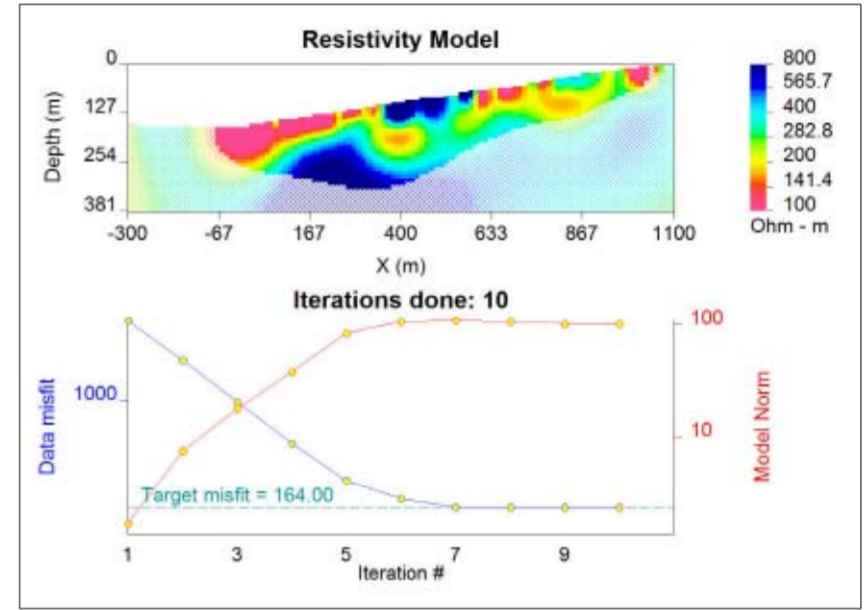 Resistivity Model
Depth (m)
0
127
254
381
-300 -67 167 400 633 867 1100
X (m)
800
565.7
400
282.8
200
141.4
100
Ohm - m
Iterations done: 10
Data misfit
1000
Target misfit = 164.00
100
10
Model Norm
1 3 5 7 9
Iteration #